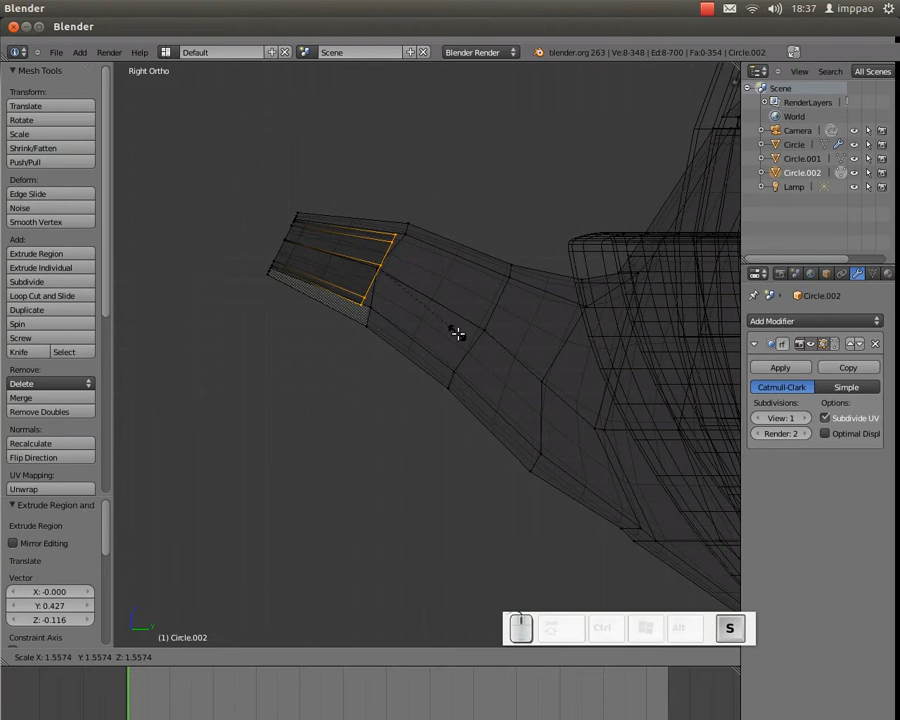 Blender
18:37
imppao
Blender
File
Add
Render
Help
Default
Scene
Blender Render
blender.org 263 | Ve:8-348 | Ed:8-700 | Fa:0-354 | Circle.002
Mesh Tools
Transform:
Translate
Rotate
Scale
Shrink/Fatten
Push/Pull
Deform:
Edge Slide
Noise
Smooth Vertex
Add:
Extrude Region
Extrude Individual
Subdivide
Loop Cut and Slide
Duplicate
Spin
Screw
Knife
Select
Remove:
Delete
Merge
Remove Doubles
Normals:
Recalculate
Flip Direction
UV Mapping:
Unwrap
Extrude Region and
Extrude Region
Mirror Editing
Translate
Vector
X: -0.000
Y: 0.427
Z: -0.116
Constraint Axis
Right Ortho
(1) Circle.002
Ctrl
Alt
S
Scale X: 1.5574 Y: 1.5574 Z: 1.5574
View
Search
All Scenes
Scene
RenderLayers
World
Camera
Circle
Circle.001
Circle.002
Lamp
Circle.002
Add Modifier
rf
Apply
Copy
Catmull-Clark
Simple
Subdivisions:
Options:
View: 1
Subdivide UV
Render: 2
Optimal Displ